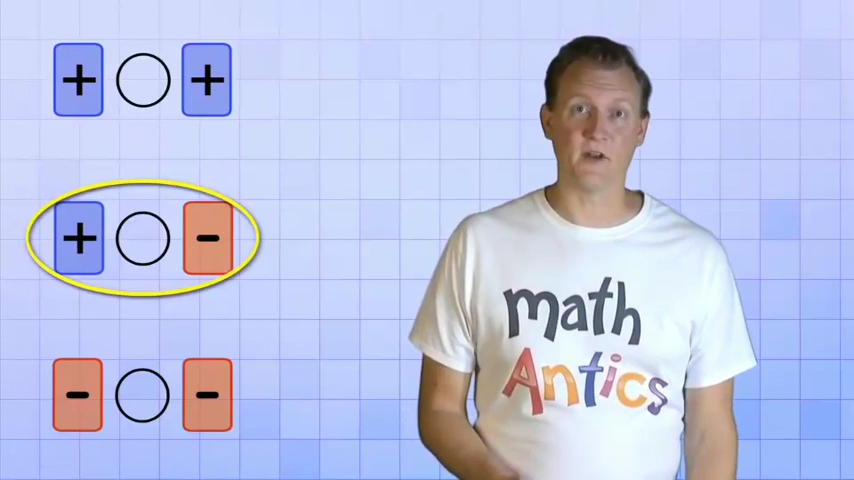 + ○ +
+ ○ -
- ○ -
math
Antics